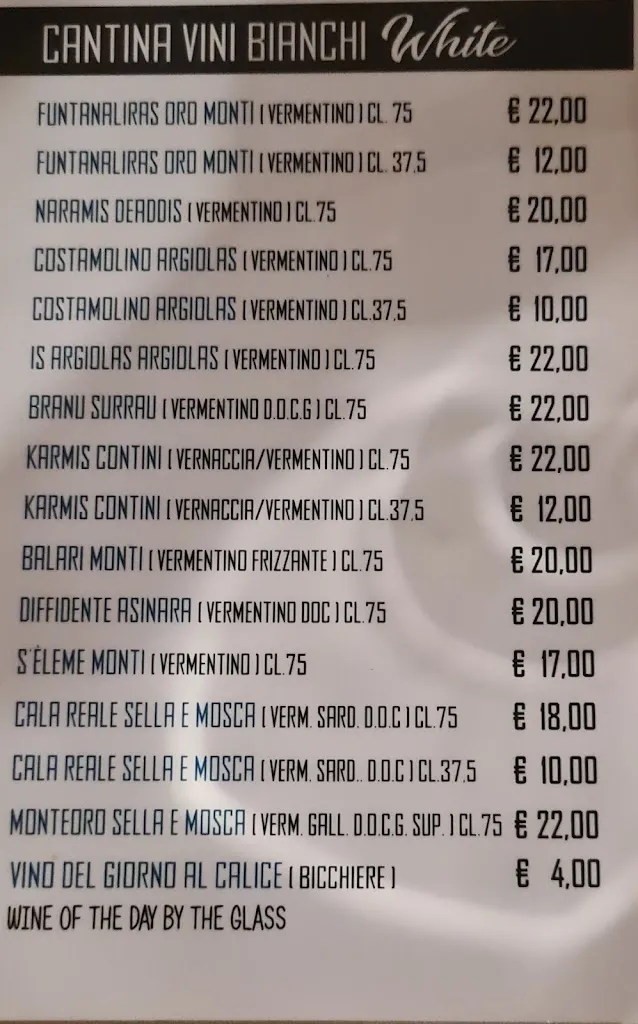 CANTINA VINI BIANCHI White
FUNTANALIRAS ORO MONTI (VERMENTINO) CL. 75 € 22,00
FUNTANALIRAS ORO MONTI (VERMENTINO) CL. 37,5 € 12,00
NARAMIS DEADDIS (VERMENTINO) CL.75 € 20,00
COSTAMOLINO ARGIOLAS (VERMENTINO) CL.75 € 17,00
COSTAMOLINO ARGIOLAS (VERMENTINO) CL.37,5 € 10,00
IS ARGIOLAS ARGIOLAS (VERMENTINO) CL.75 € 22,00
BRANU SURRAU (VERMENTINO D.O.C.G) CL.75 € 22,00
KARMIS CONTINI (VERNACCIA/VERMENTINO) CL.75 € 22,00
KARMIS CONTINI (VERNACCIA/VERMENTINO) CL.37,5 € 12,00
BALARI MONTI (VERMENTINO FRIZZANTE) CL.75 € 20,00
DIFFIDENTE ASINARA (VERMENTINO DOC) CL.75 € 20,00
S'ÉLEME MONTI (VERMENTINO) CL.75 € 17,00
CALA REALE SELLA E MOSCA (VERM. SARD. D.O.C) CL.75 € 18,00
CALA REALE SELLA E MOSCA (VERM. SARD.. D.O.C) CL.37,5 € 10,00
MONTEORO SELLA E MOSCA (VERM. GALL. D.O.C.G. SUP.) CL.75 € 22,00
VINO DEL GIORNO AL CALICE (BICCHIERE) € 4,00
WINE OF THE DAY BY THE GLASS